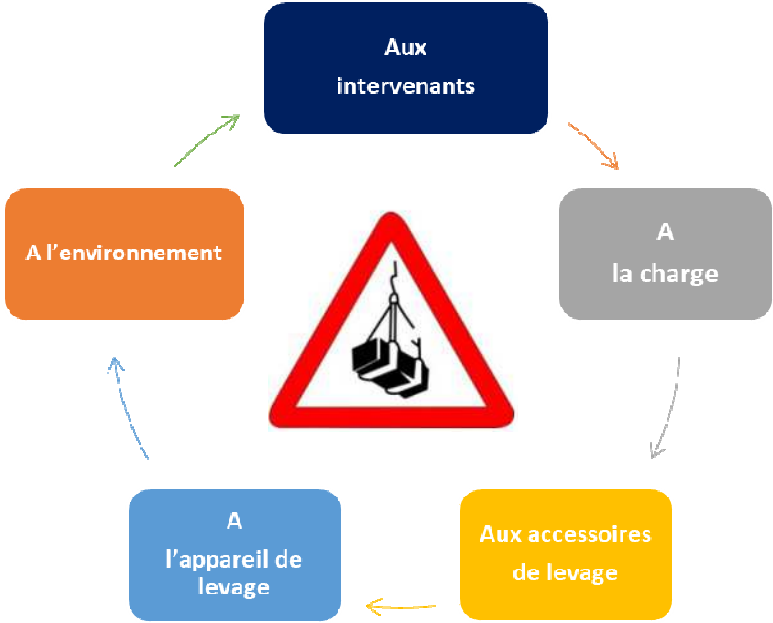 Aux
intervenants
A
la charge
Aux accessoires
de levage
A
l'appareil de
levage
A l'environnement